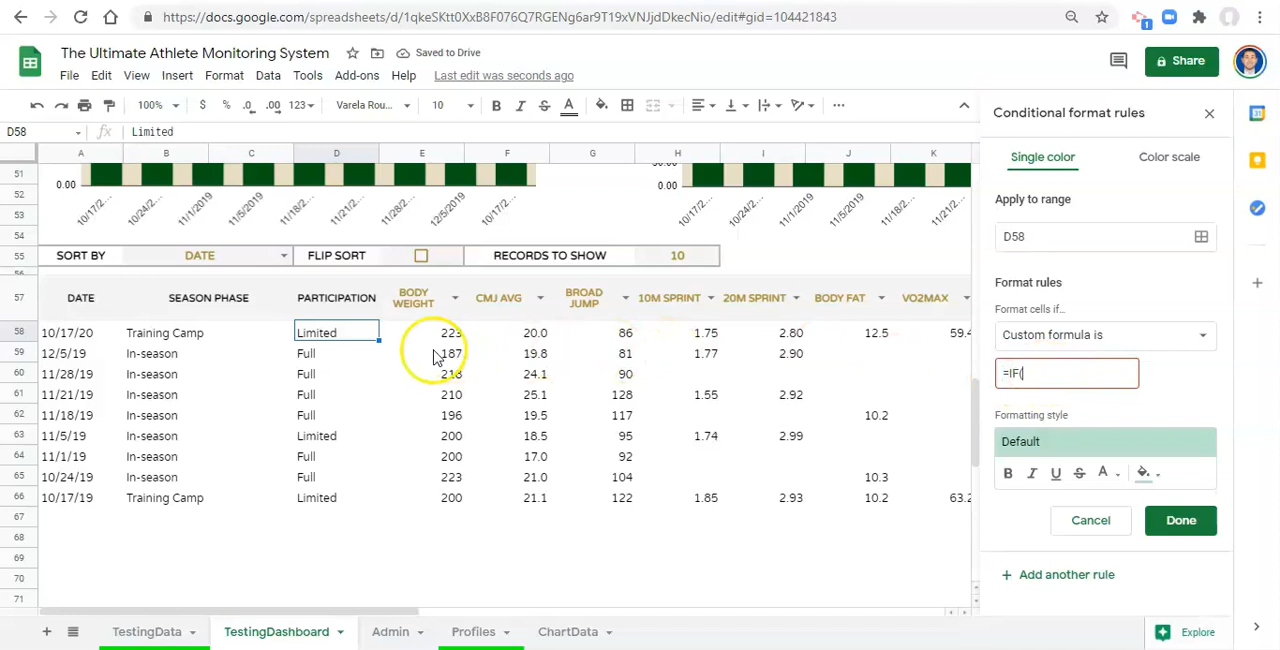 https://docs.google.com/spreadsheets/d/1qkeSKtt0XxB8F076Q7RGENg6ar9T19xVNJjdDkecNio/edit#gid=104421843
1
The Ultimate Athlete Monitoring System
Saved to Drive
File Edit View Insert Format Data Tools Add-ons Help Last edit was seconds ago
Share
100% $ % .0 .00 123 Varela Rou... 10 B I S A
D58 fx Limited
A B C D E F G H I J K
51 52 53 54 55 57 58 59 60 61 62 63 64 65 66 67 68 69 70 71
0.00 0.00
10/17/2... 10/24/2... 11/1/2019 11/5/2019 11/18/2... 11/21/2... 11/28/2... 12/5/2019 10/17/2...
10/17/2... 10/24/2... 11/1/2019 11/5/2019 11/18/2... 11/21/2...
SORT BY DATE FLIP SORT RECORDS TO SHOW 10
DATE SEASON PHASE PARTICIPATION BODY WEIGHT CMJ AVG BROAD JUMP 10M SPRINT 20M SPRINT BODY FAT VO2MAX
10/17/20 Training Camp Limited 223 20.0 86 1.75 2.80 12.5 59.4
12/5/19 In-season Full 187 19.8 81 1.77 2.90
11/28/19 In-season Full 218 24.1 90
11/21/19 In-season Full 210 25.1 128 1.55 2.92
11/18/19 In-season Full 196 19.5 117 10.2
11/5/19 In-season Limited 200 18.5 95 1.74 2.99
11/1/19 In-season Full 200 17.0 92
10/24/19 In-season Full 223 21.0 104 10.3
10/17/19 Training Camp Limited 200 21.1 122 1.85 2.93 10.2 63.2
TestingData TestingDashboard Admin Profiles ChartData
Explore
Conditional format rules
Single color Color scale
Apply to range
D58
Format rules
Format cells if...
Custom formula is
=IF(
Formatting style
Default
B I U S A
Cancel Done
Add another rule